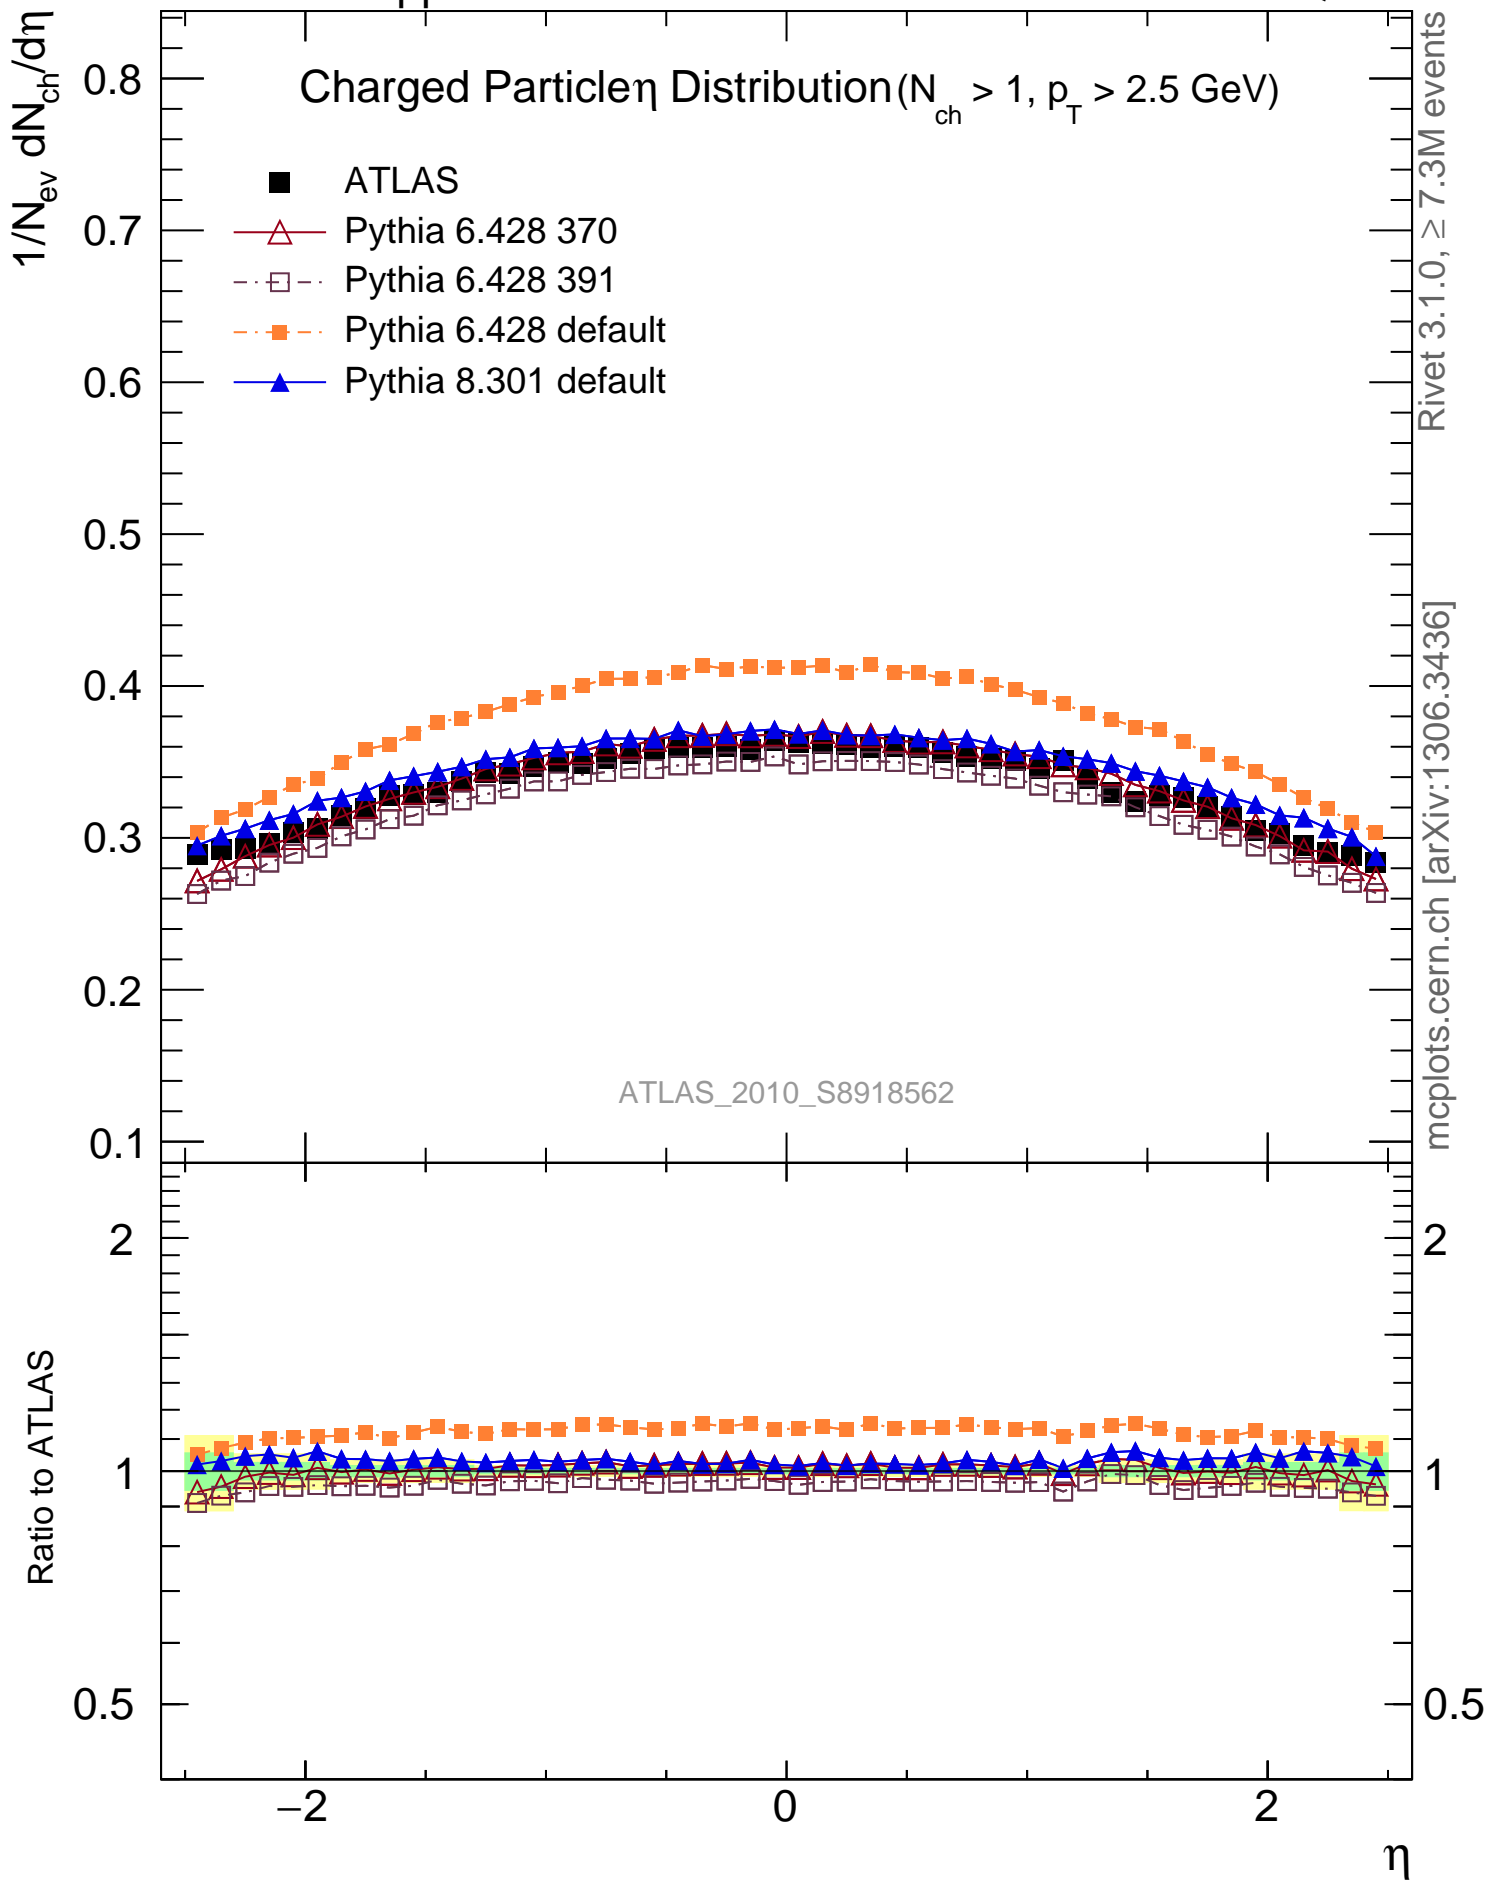 pp
1/N_ev dN_ch/dη
Charged Particleη Distribution (N_ch > 1, p_T > 2.5 GeV)
ATLAS
Pythia 6.428 370
Pythia 6.428 391
Pythia 6.428 default
Pythia 8.301 default
0.8
0.7
0.6
0.5
0.4
0.3
0.2
0.1
ATLAS_2010_S8918562
Rivet 3.1.0, ≥ 7.3M events
mcplots.cern.ch [arXiv:1306.3436]
Ratio to ATLAS
2
1
0.5
2
1
0.5
−2
0
2
η